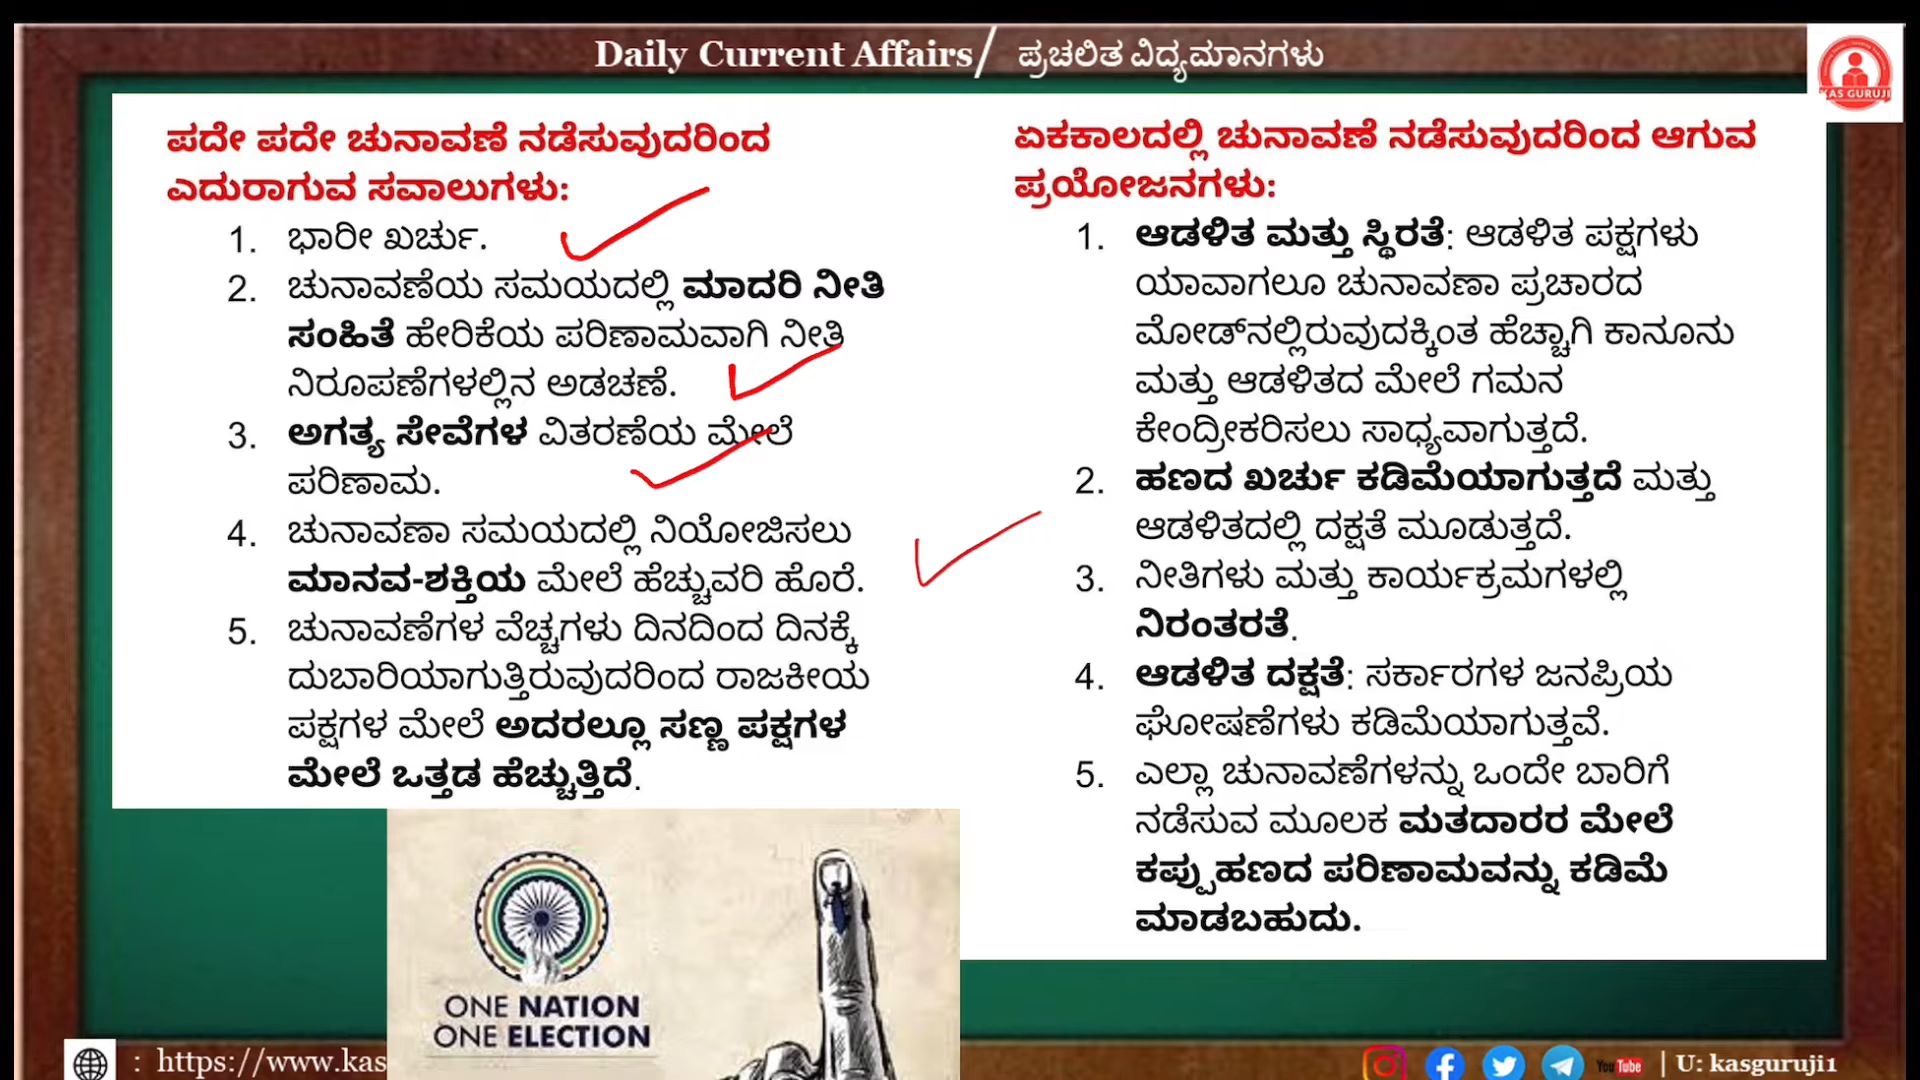 Daily Current Affairs/ ಪ್ರಚಲಿತ ವಿದ್ಯಮಾನಗಳು
KAS GURUJI
ಪದೇ ಪದೇ ಚುನಾವಣೆ ನಡೆಸುವುದರಿಂದ
ಎದುರಾಗುವ ಸವಾಲುಗಳು:
1. ಭಾರೀ ಖರ್ಚು.
2. ಚುನಾವಣೆಯ ಸಮಯದಲ್ಲಿ ಮಾದರಿ ನೀತಿ
ಸಂಹಿತೆ ಹೇರಿಕೆಯ ಪರಿಣಾಮವಾಗಿ ನೀತಿ
ನಿರೂಪಣೆಗಳಲ್ಲಿನ ಅಡಚಣೆ.
3. ಅಗತ್ಯ ಸೇವೆಗಳ ವಿತರಣೆಯ ಮೇಲೆ
ಪರಿಣಾಮ.
4. ಚುನಾವಣಾ ಸಮಯದಲ್ಲಿ ನಿಯೋಜಿಸಲು
ಮಾನವ-ಶಕ್ತಿಯ ಮೇಲೆ ಹೆಚ್ಚುವರಿ ಹೊರೆ.
5. ಚುನಾವಣೆಗಳ ವೆಚ್ಚಗಳು ದಿನದಿಂದ ದಿನಕ್ಕೆ
ದುಬಾರಿಯಾಗುತ್ತಿರುವುದರಿಂದ ರಾಜಕೀಯ
ಪಕ್ಷಗಳ ಮೇಲೆ ಅದರಲ್ಲೂ ಸಣ್ಣ ಪಕ್ಷಗಳ
ಮೇಲೆ ಒತ್ತಡ ಹೆಚ್ಚುತ್ತಿದೆ.
ಏಕಕಾಲದಲ್ಲಿ ಚುನಾವಣೆ ನಡೆಸುವುದರಿಂದ ಆಗುವ
ಪ್ರಯೋಜನಗಳು:
1. ಆಡಳಿತ ಮತ್ತು ಸ್ಥಿರತೆ: ಆಡಳಿತ ಪಕ್ಷಗಳು
ಯಾವಾಗಲೂ ಚುನಾವಣಾ ಪ್ರಚಾರದ
ಮೋಡ್‌ನಲ್ಲಿರುವುದಕ್ಕಿಂತ ಹೆಚ್ಚಾಗಿ ಕಾನೂನು
ಮತ್ತು ಆಡಳಿತದ ಮೇಲೆ ಗಮನ
ಕೇಂದ್ರೀಕರಿಸಲು ಸಾಧ್ಯವಾಗುತ್ತದೆ.
2. ಹಣದ ಖರ್ಚು ಕಡಿಮೆಯಾಗುತ್ತದೆ ಮತ್ತು
ಆಡಳಿತದಲ್ಲಿ ದಕ್ಷತೆ ಮೂಡುತ್ತದೆ.
3. ನೀತಿಗಳು ಮತ್ತು ಕಾರ್ಯಕ್ರಮಗಳಲ್ಲಿ
ನಿರಂತರತೆ.
4. ಆಡಳಿತ ದಕ್ಷತೆ: ಸರ್ಕಾರಗಳ ಜನಪ್ರಿಯ
ಘೋಷಣೆಗಳು ಕಡಿಮೆಯಾಗುತ್ತವೆ.
5. ಎಲ್ಲಾ ಚುನಾವಣೆಗಳನ್ನು ಒಂದೇ ಬಾರಿಗೆ
ನಡೆಸುವ ಮೂಲಕ ಮತದಾರರ ಮೇಲೆ
ಕಪ್ಪುಹಣದ ಪರಿಣಾಮವನ್ನು ಕಡಿಮೆ
ಮಾಡಬಹುದು.
ONE NATION
ONE ELECTION
: https://www.kas
YouTube | U: kasguruji1